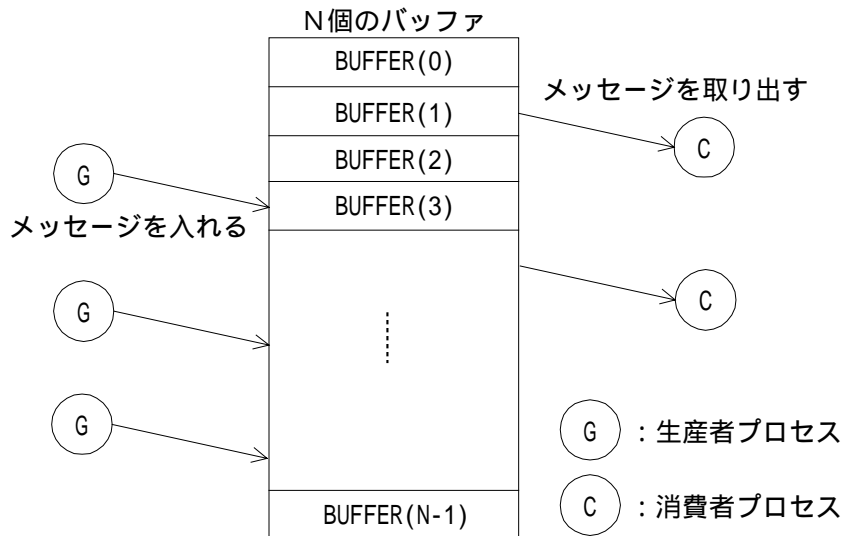 N個のバッファ
BUFFER(0)
BUFFER(1)
メッセージを取り出す
C
BUFFER(2)
G
BUFFER(3)
メッセージを入れる
C
G
G
G :生産者プロセス
C :消費者プロセス
BUFFER(N-1)